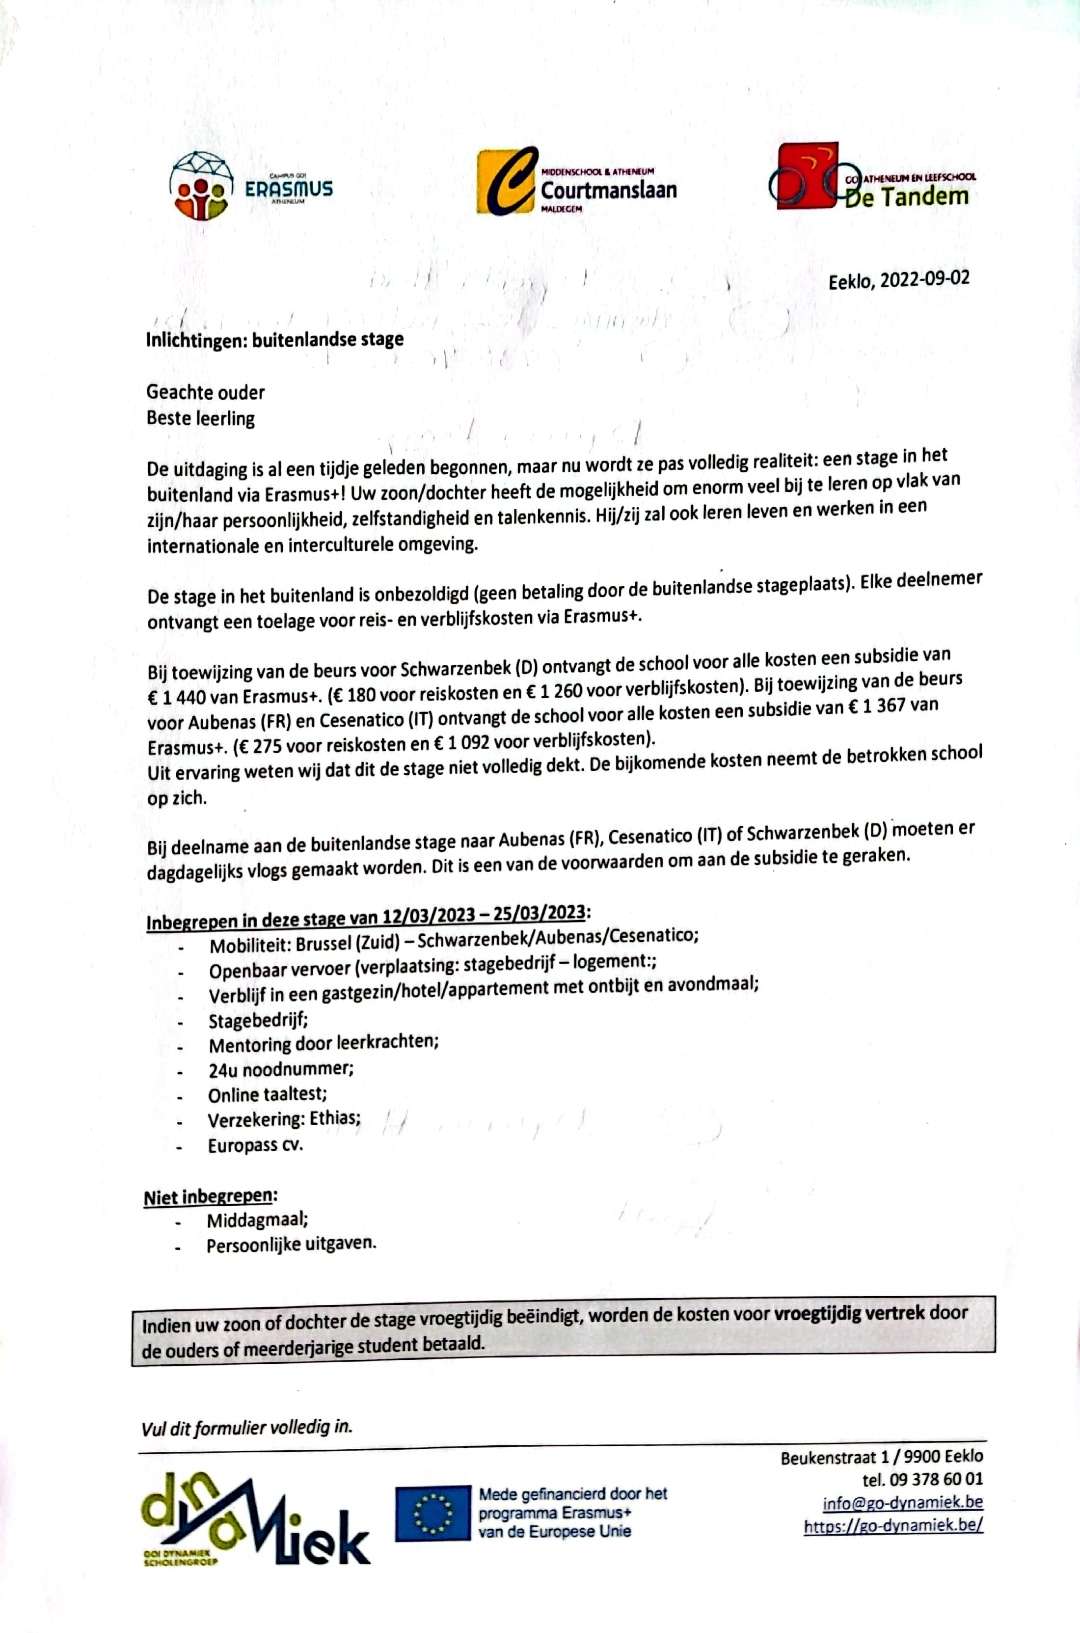 CAMPUS GO!
ERASMUS
ATHENEUM
MIDDENSCHOOL & ATHENEUM
Courtmanslaan
MALDEGEM
GO! ATHENEUM EN LEEFSCHOOL
De Tandem
Eeklo, 2022-09-02
Inlichtingen: buitenlandse stage
Geachte ouder
Beste leerling
De uitdaging is al een tijdje geleden begonnen, maar nu wordt ze pas volledig realiteit: een stage in het
buitenland via Erasmus+! Uw zoon/dochter heeft de mogelijkheid om enorm veel bij te leren op vlak van
zijn/haar persoonlijkheid, zelfstandigheid en talenkennis. Hij/zij zal ook leren leven en werken in een
internationale en interculturele omgeving.
De stage in het buitenland is onbezoldigd (geen betaling door de buitenlandse stageplaats). Elke deelnemer
ontvangt een toelage voor reis- en verblijfskosten via Erasmus+.
Bij toewijzing van de beurs voor Schwarzenbek (D) ontvangt de school voor alle kosten een subsidie van
€ 1 440 van Erasmus+. (€ 180 voor reiskosten en € 1 260 voor verblijfskosten). Bij toewijzing van de beurs
voor Aubenas (FR) en Cesenatico (IT) ontvangt de school voor alle kosten een subsidie van € 1 367 van
Erasmus+. (€ 275 voor reiskosten en € 1 092 voor verblijfskosten).
Uit ervaring weten wij dat dit de stage niet volledig dekt. De bijkomende kosten neemt de betrokken school
op zich.
Bij deelname aan de buitenlandse stage naar Aubenas (FR), Cesenatico (IT) of Schwarzenbek (D) moeten er
dagdagelijks vlogs gemaakt worden. Dit is een van de voorwaarden om aan de subsidie te geraken.
Inbegrepen in deze stage van 12/03/2023 – 25/03/2023:
- Mobiliteit: Brussel (Zuid) – Schwarzenbek/Aubenas/Cesenatico;
- Openbaar vervoer (verplaatsing: stagebedrijf – logement:;
- Verblijf in een gastgezin/hotel/appartement met ontbijt en avondmaal;
- Stagebedrijf;
- Mentoring door leerkrachten;
- 24u noodnummer;
- Online taaltest;
- Verzekering: Ethias;
- Europass cv.
Niet inbegrepen:
- Middagmaal;
- Persoonlijke uitgaven.
Indien uw zoon of dochter de stage vroegtijdig beëindigt, worden de kosten voor vroegtijdig vertrek door
de ouders of meerderjarige student betaald.
Vul dit formulier volledig in.
dynaMiek
GO! DYNAMIEK
SCHOLENGROEP
Mede gefinancierd door het
programma Erasmus+
van de Europese Unie
Beukenstraat 1 / 9900 Eeklo
tel. 09 378 60 01
info@go-dynamiek.be
https://go-dynamiek.be/